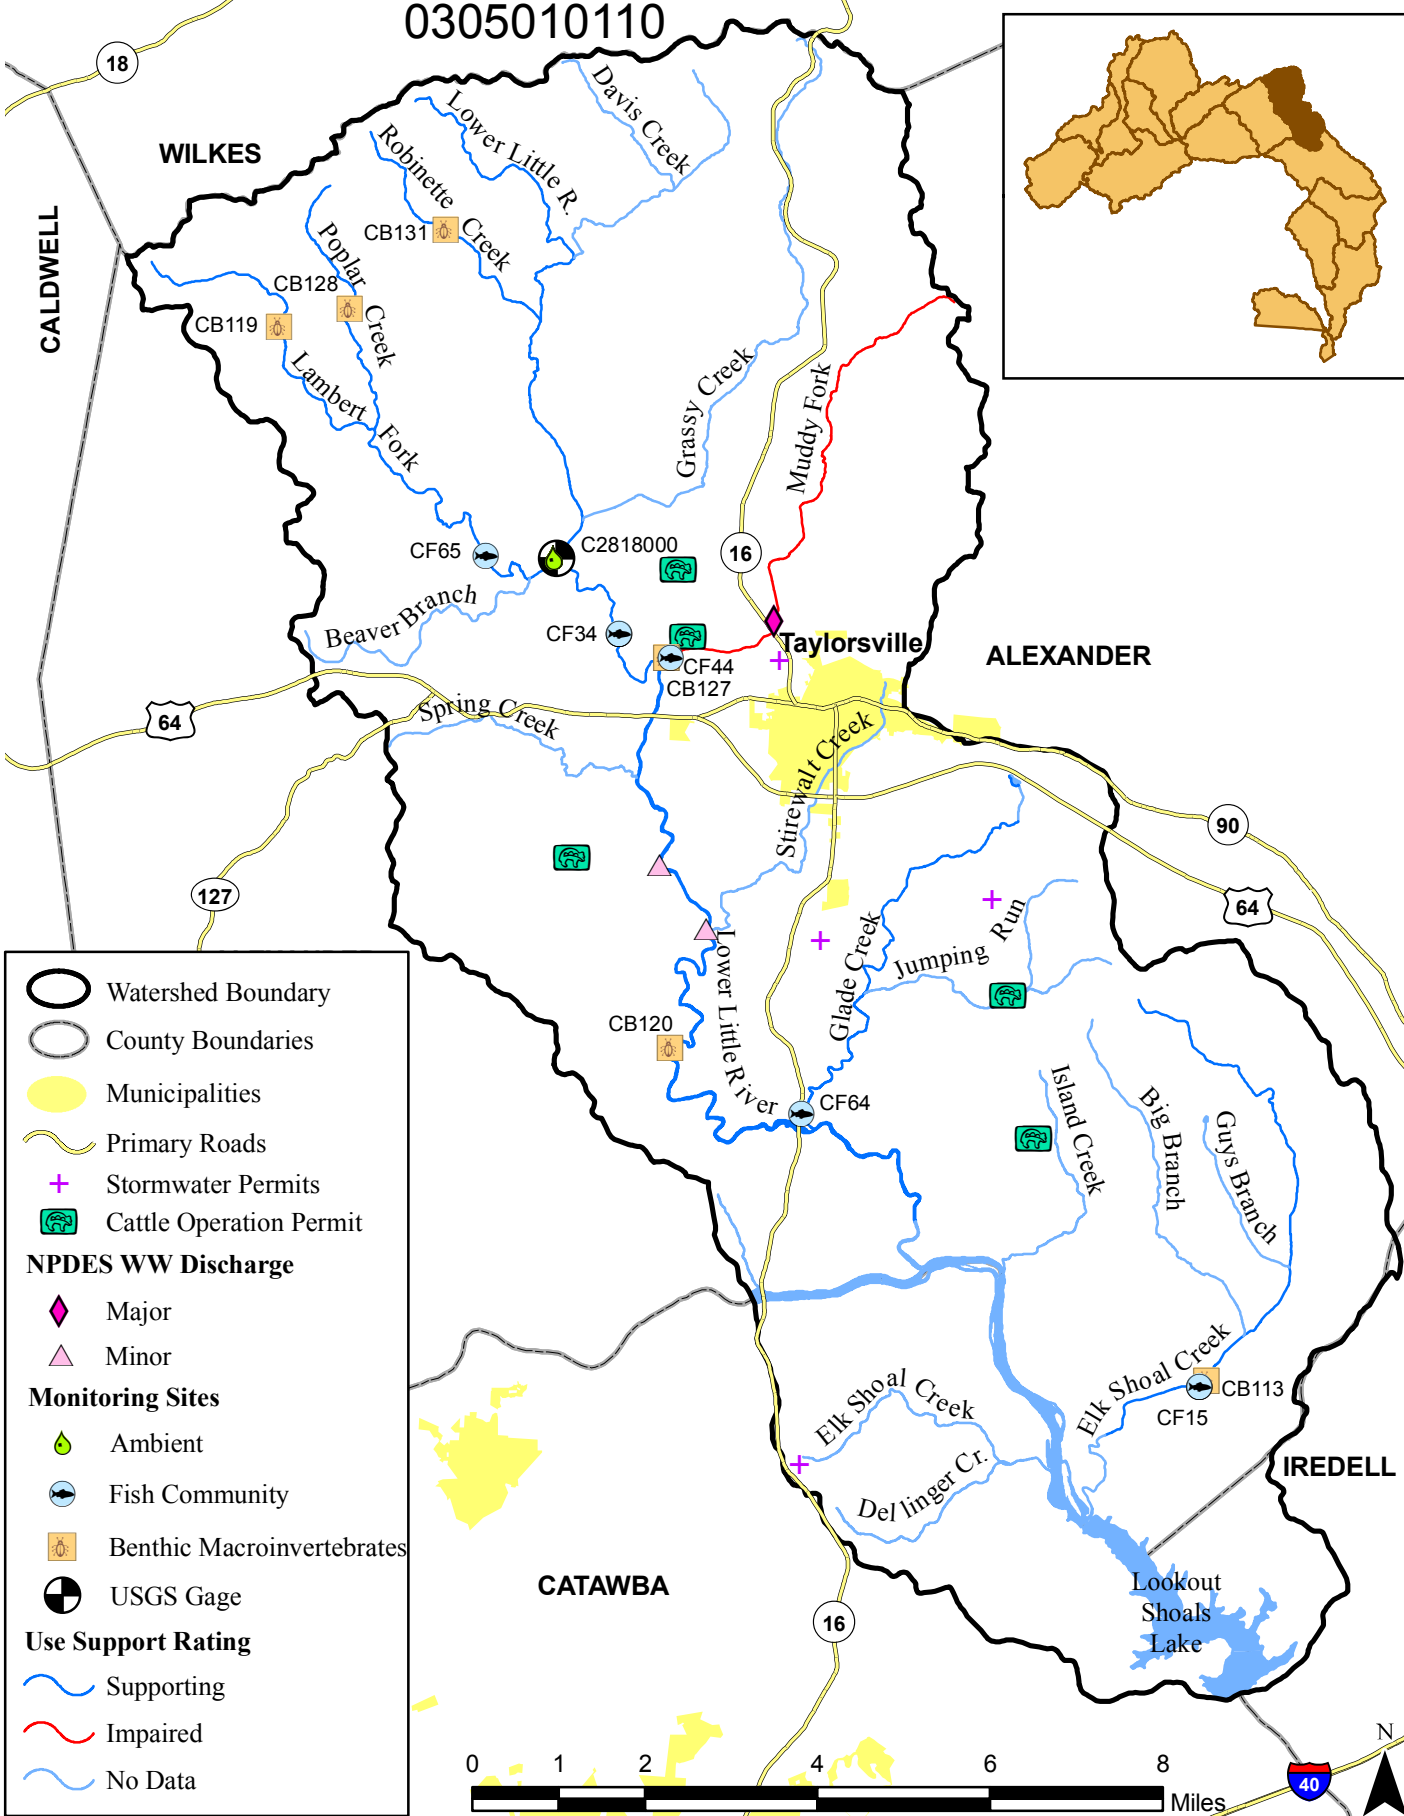 0305010110
18
WILKES
CALDWELL
Davis Creek
Lower Little R.
Robinette
Creek
CB131
Poplar
Creek
CB128
CB119
Lambert
Fork
Grassy Creek
Muddy Fork
CF65
C2818000
16
Beaver Branch
CF34
CF44
CB127
Taylorsville
ALEXANDER
64
Spring Creek
Stirewalt Creek
90
127
64
Glade Creek
Jumping Run
Lower Little River
CB120
CF64
Island Creek
Big Branch
Guys Branch
Elk Shoal Creek
CB113
CF15
Elk Shoal Creek
Dellinger Cr.
IREDELL
CATAWBA
Lookout
Shoals
Lake
16
Watershed Boundary
County Boundaries
Municipalities
Primary Roads
Stormwater Permits
Cattle Operation Permit
NPDES WW Discharge
Major
Minor
Monitoring Sites
Ambient
Fish Community
Benthic Macroinvertebrates
USGS Gage
Use Support Rating
Supporting
Impaired
No Data
0 1 2 4 6 8
Miles
40
N